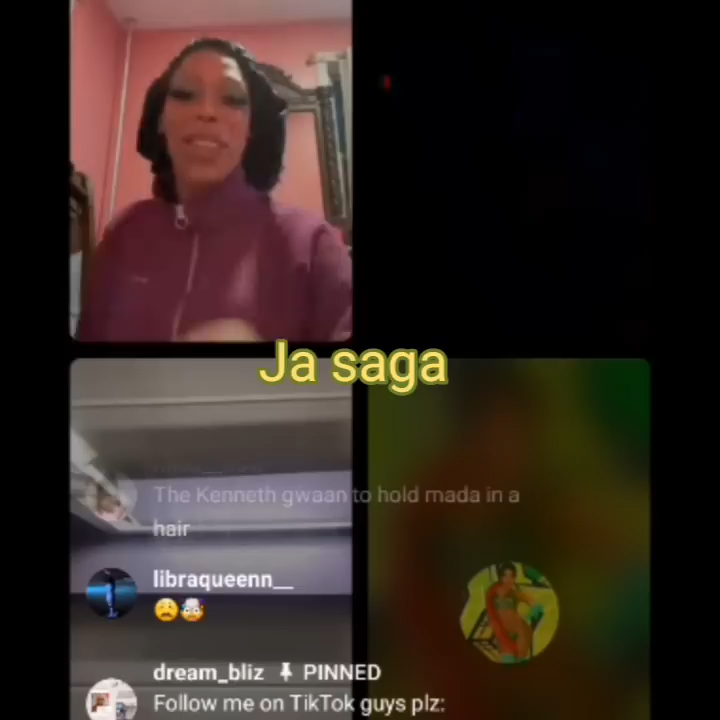 Ja saga
The Kenneth gwaan to hold mada in a
hair
libraqueenn__
😩🤯
dream_bliz 📌 PINNED
Follow me on TikTok guys plz: